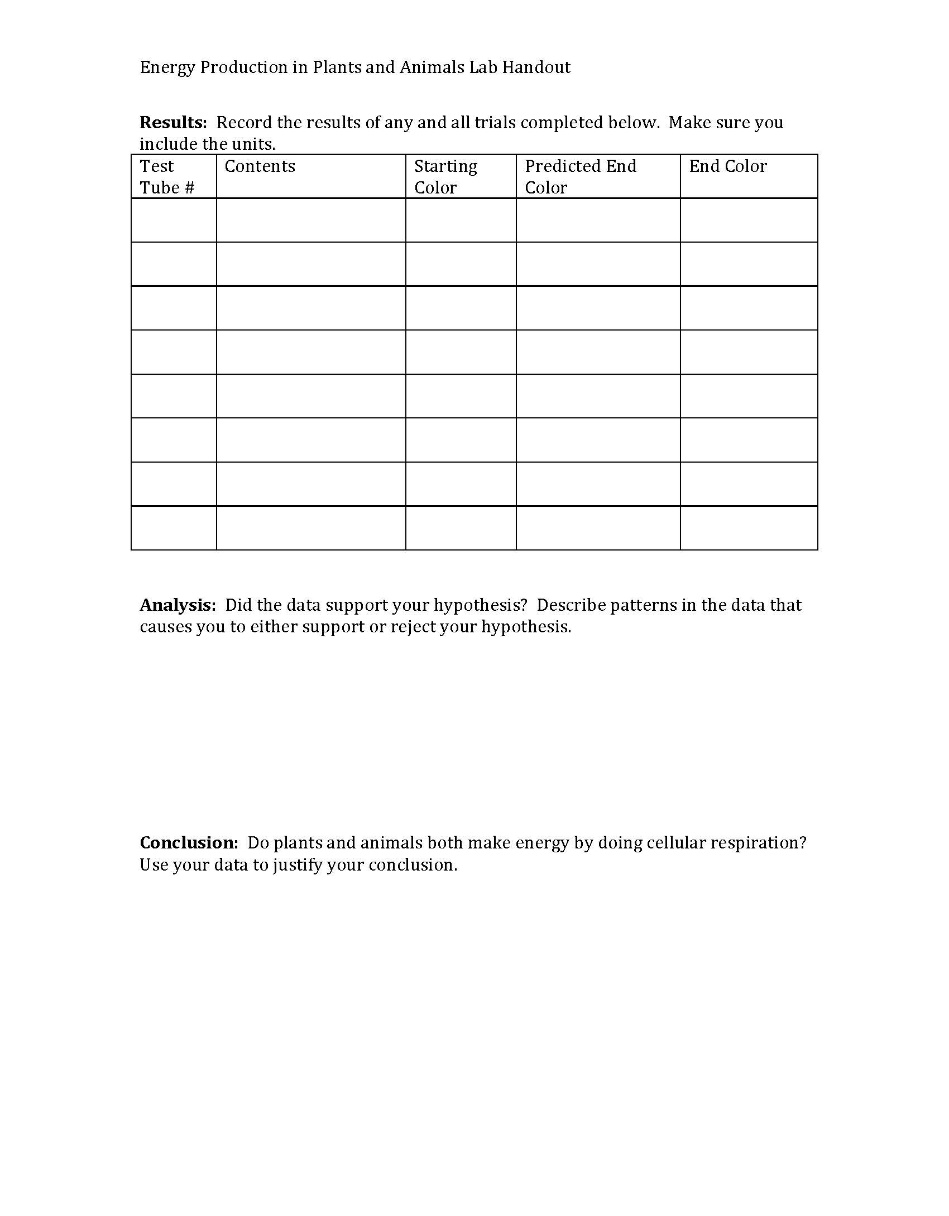 Energy Production in Plants and Animals Lab Handout
Results:  Record the results of any and all trials completed below.  Make sure you
include the units.
Test Tube # Contents Starting Color Predicted End Color End Color
Analysis:  Did the data support your hypothesis?  Describe patterns in the data that
causes you to either support or reject your hypothesis.
Conclusion:  Do plants and animals both make energy by doing cellular respiration?
Use your data to justify your conclusion.